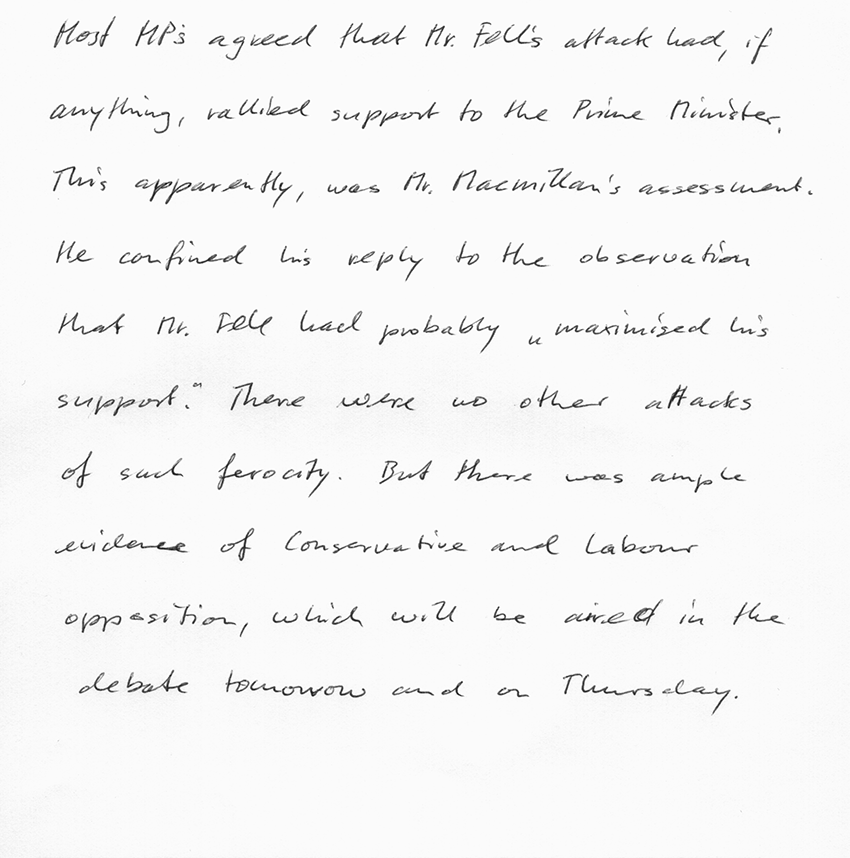 Most MP's agreed that Mr. Fell's attack had, if
anything, rallied support to the Prime Minister.
This apparently, was Mr. Macmillan's assessment.
He confined his reply to the observation
that Mr. Fell had probably „maximised his
support.“ There were no other attacks
of such ferocity. But there was ample
evidence of Conservative and Labour
opposition, which will be aired in the
debate tomorrow and on Thursday.